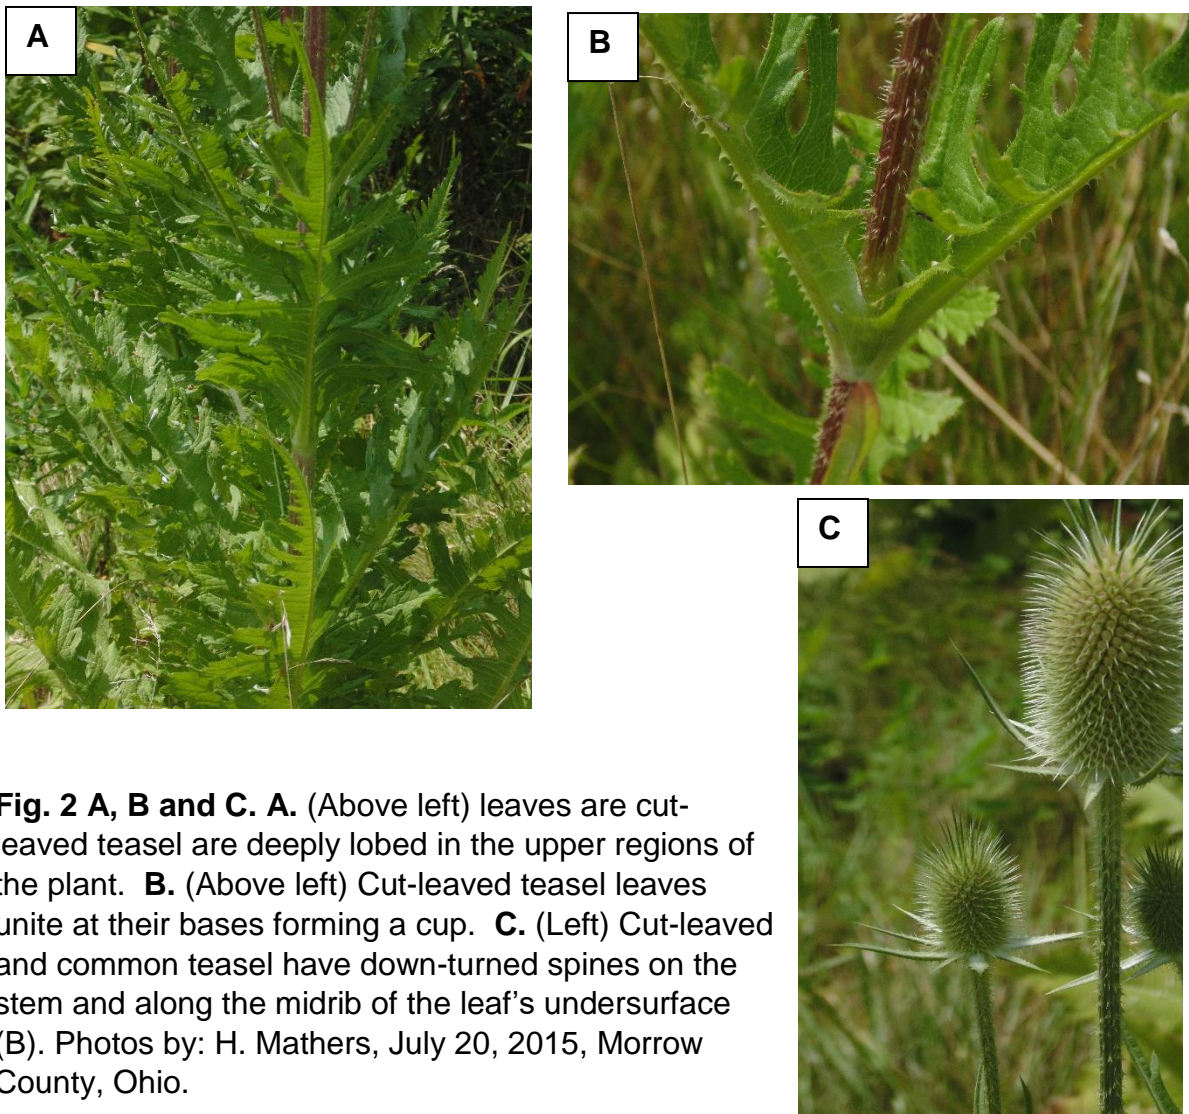 A
B
C
Fig. 2 A, B and C. A. (Above left) leaves are cut-
leaved teasel are deeply lobed in the upper regions of
the plant. B. (Above left) Cut-leaved teasel leaves
unite at their bases forming a cup. C. (Left) Cut-leaved
and common teasel have down-turned spines on the
stem and along the midrib of the leaf's undersurface
(B). Photos by: H. Mathers, July 20, 2015, Morrow
County, Ohio.